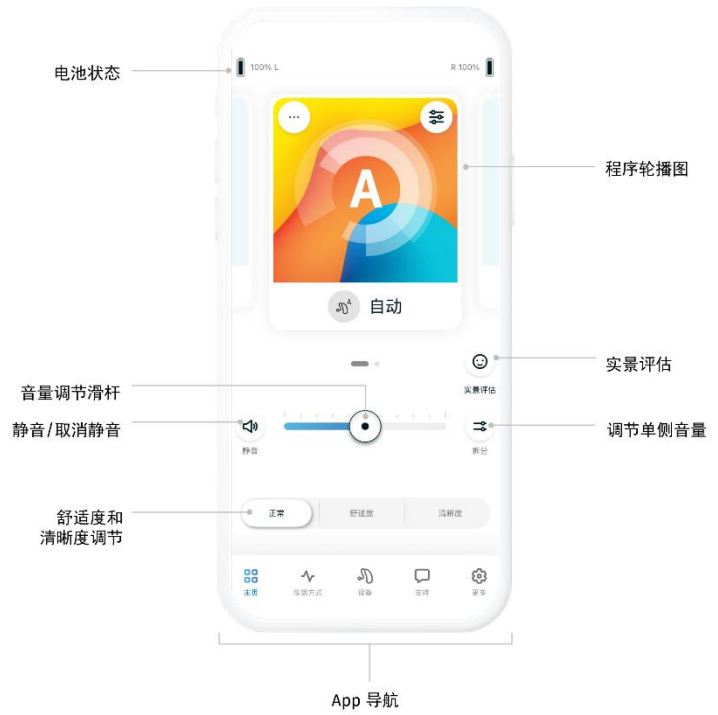 电池状态
100% L
R 100%
A
程序轮播图
A
自动
实景评估
实景评估
音量调节滑杆
静音/取消静音
静音
拆分
调节单侧音量
舒适度和
清晰度调节
正常
舒适度
清晰度
主页
生活方式
设备
支持
更多
App 导航